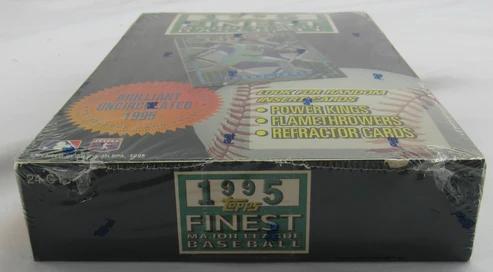 BRILLIANT
UNCIRCULATED
1995
LOOK FOR RANDOM
INSERT CARDS
• POWER KINGS
• FLAMETHROWERS
• REFRACTOR CARDS
1995
Topps
FINEST
MAJOR LEAGUE
BASEBALL